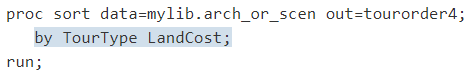 proc sort data=mylib.arch_or_scen out=tourorder4;
   by TourType LandCost;
run;